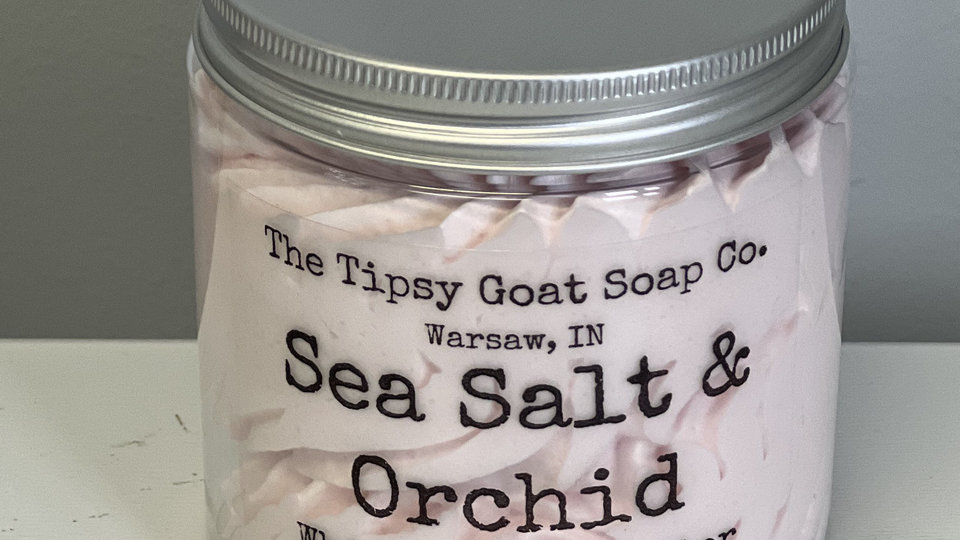 The Tipsy Goat Soap Co.
Warsaw, IN
Sea Salt &
Orchid